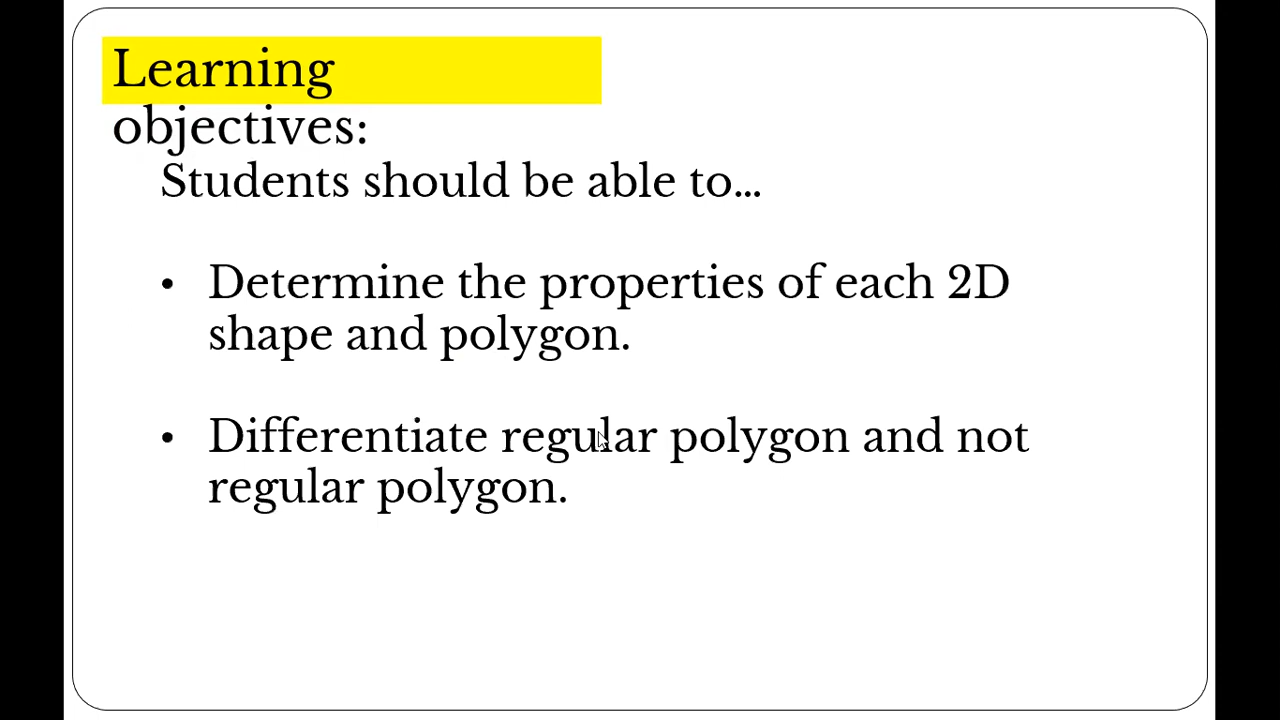 Learning
objectives:
Students should be able to...
• Determine the properties of each 2D
shape and polygon.
• Differentiate regular polygon and not
regular polygon.